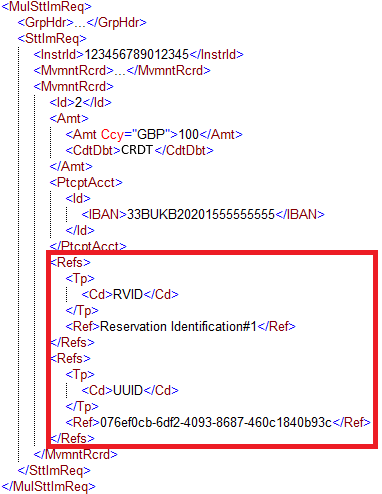 <MulSttlmReq>
<GrpHdr>...</GrpHdr>
<SttlmReq>
<InstrId>123456789012345</InstrId>
<MvmntRcrd>...</MvmntRcrd>
<MvmntRcrd>
<Id>2</Id>
<Amt>
<Amt Ccy="GBP">100</Amt>
<CdtDbt>CRDT</CdtDbt>
</Amt>
<PtcptAcct>
<Id>
<IBAN>33BUKB20201555555555</IBAN>
</Id>
</PtcptAcct>
<Refs>
<Tp>
<Cd>RVID</Cd>
</Tp>
<Ref>Reservation Identification#1</Ref>
</Refs>
<Refs>
<Tp>
<Cd>UUID</Cd>
</Tp>
<Ref>076ef0cb-6df2-4093-8687-460c1840b93c</Ref>
</Refs>
</MvmntRcrd>
</SttlmReq>
</MulSttlmReq>